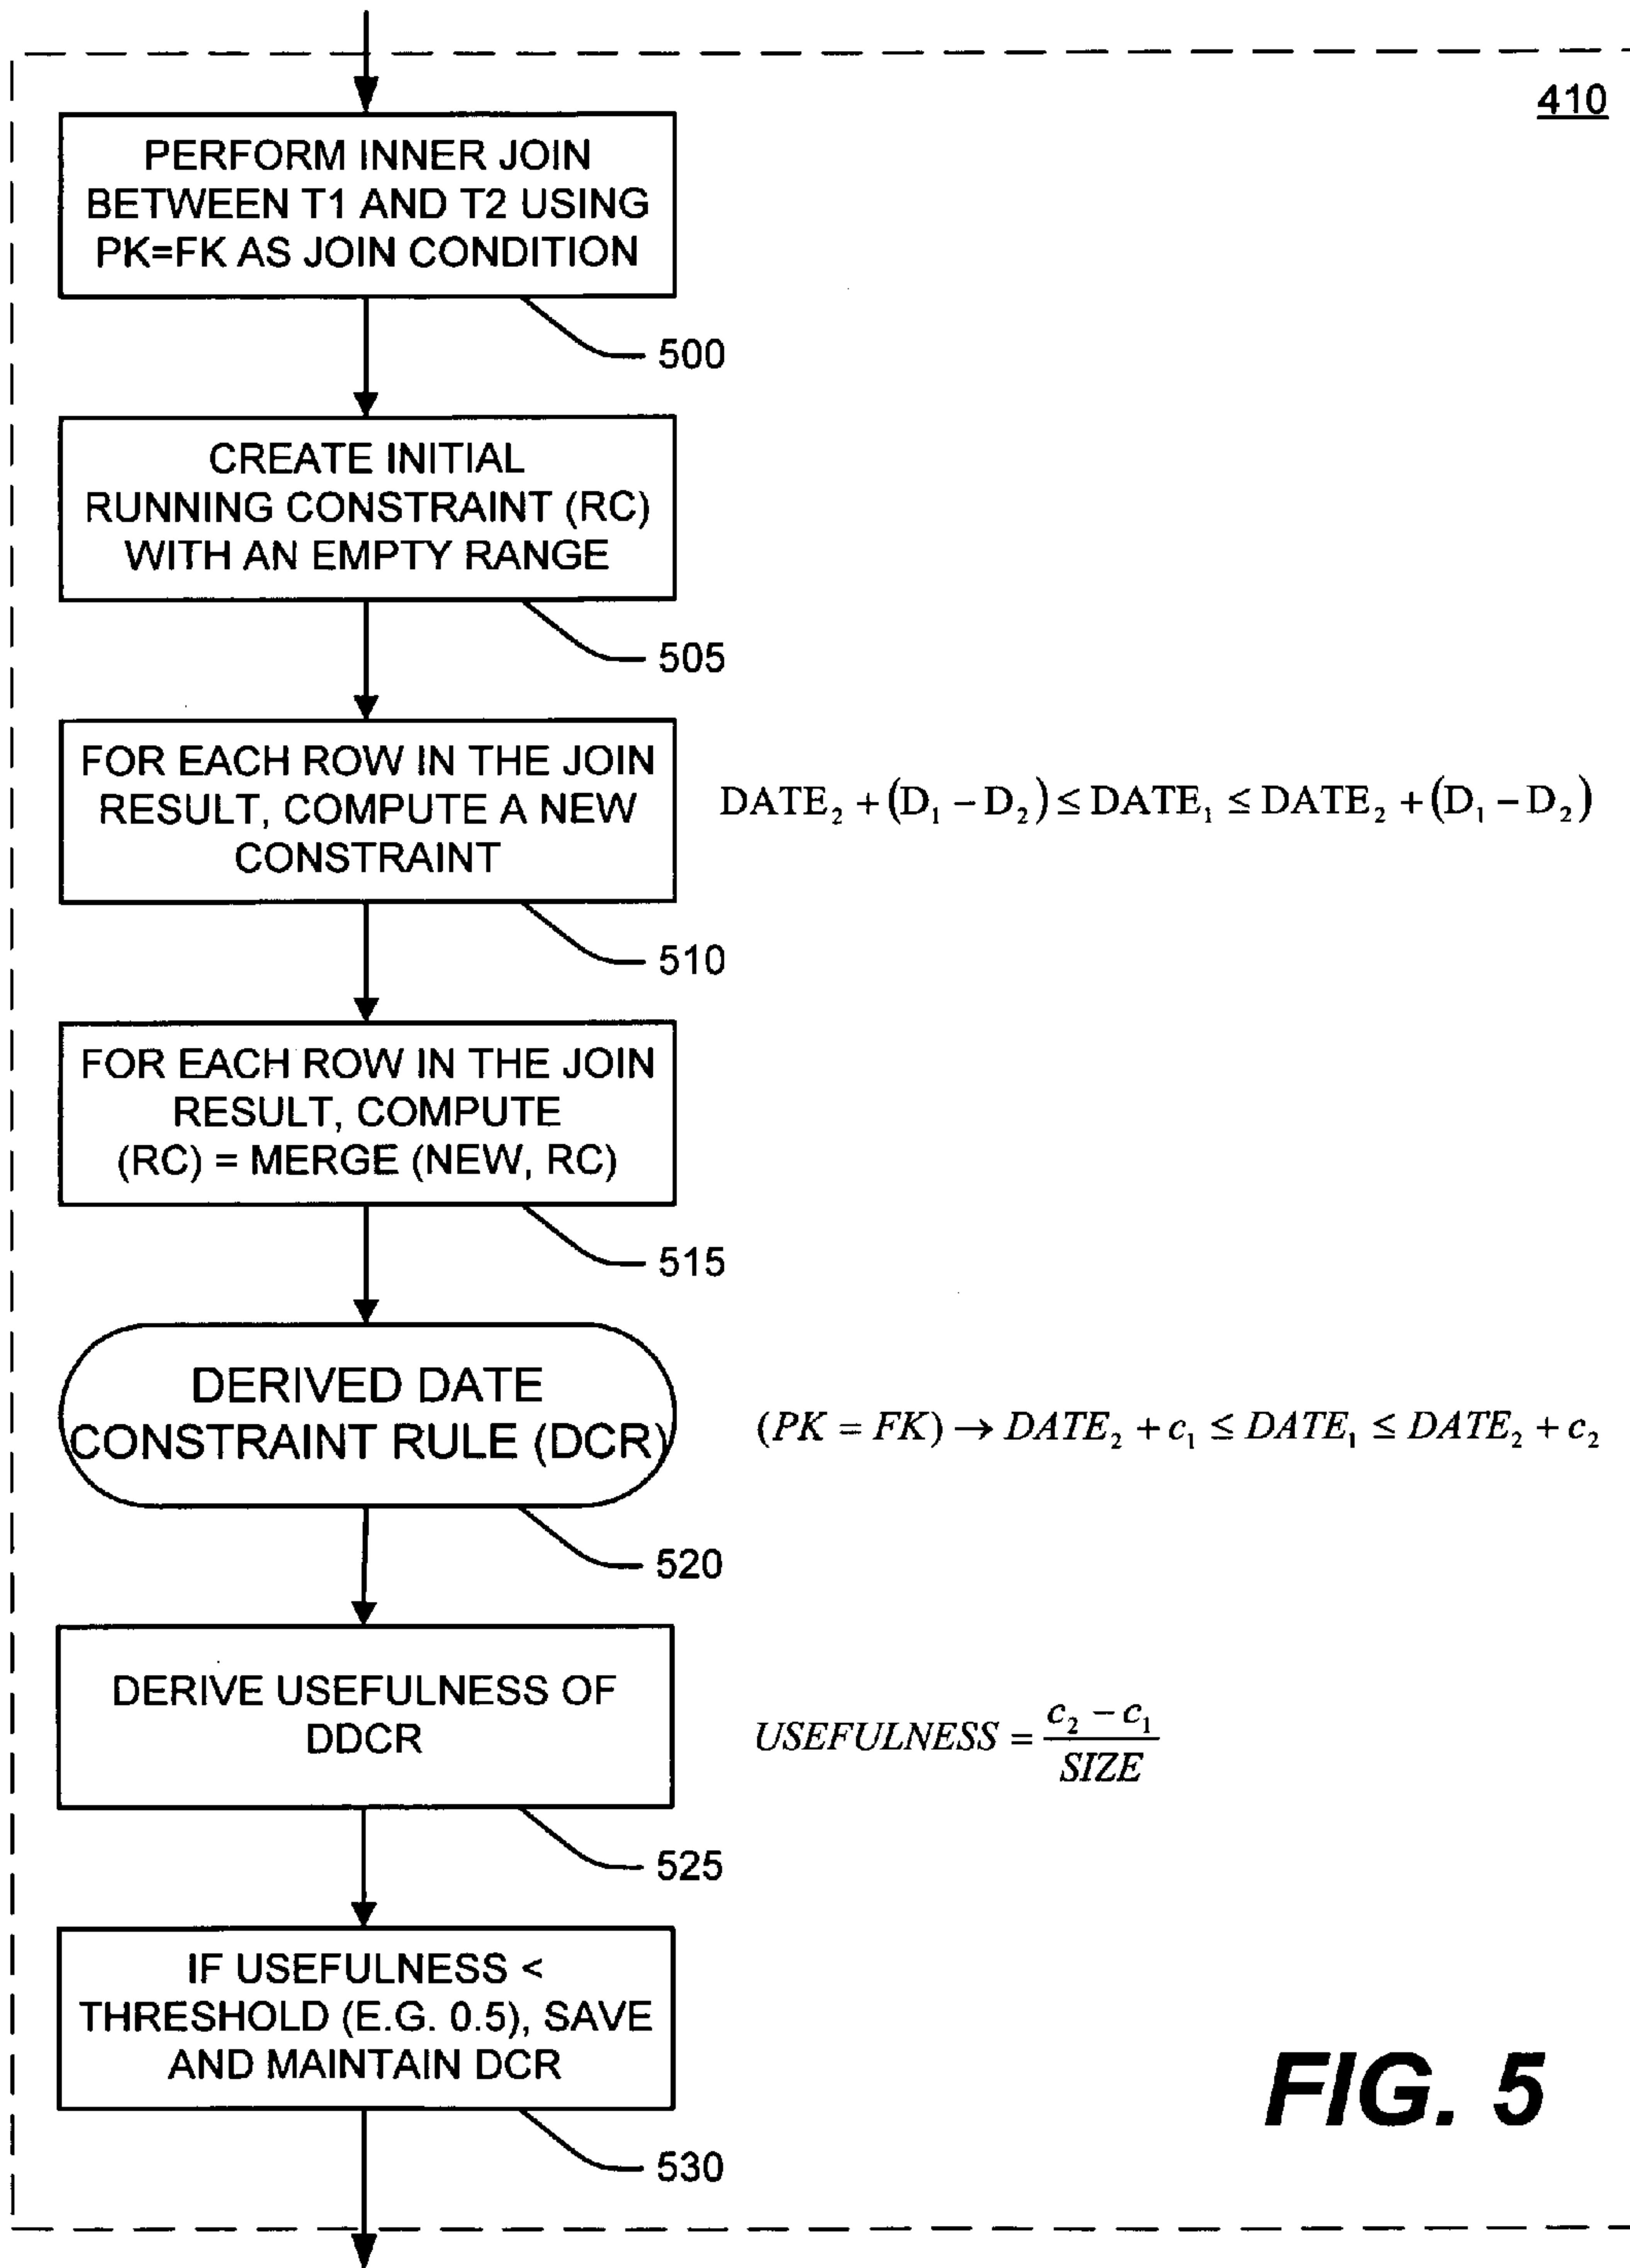 410
PERFORM INNER JOIN
BETWEEN T1 AND T2 USING
PK=FK AS JOIN CONDITION
500
CREATE INITIAL
RUNNING CONSTRAINT (RC)
WITH AN EMPTY RANGE
505
FOR EACH ROW IN THE JOIN
RESULT, COMPUTE A NEW
CONSTRAINT
DATE₂ + (D₁ − D₂) ≤ DATE₁ ≤ DATE₂ + (D₁ − D₂)
510
FOR EACH ROW IN THE JOIN
RESULT, COMPUTE
(RC) = MERGE (NEW, RC)
515
DERIVED DATE
CONSTRAINT RULE (DCR)
(PK = FK) → DATE₂ + c₁ ≤ DATE₁ ≤ DATE₂ + c₂
520
DERIVE USEFULNESS OF
DDCR
USEFULNESS = (c₂ − c₁) / SIZE
525
IF USEFULNESS <
THRESHOLD (E.G. 0.5), SAVE
AND MAINTAIN DCR
530
FIG. 5